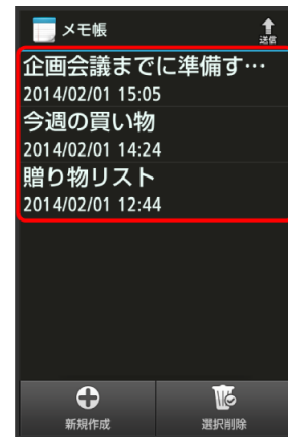 メモ帳
送信
企画会議までに準備す…
2014/02/01 15:05
今週の買い物
2014/02/01 14:24
贈り物リスト
2014/02/01 12:44
新規作成
選択削除